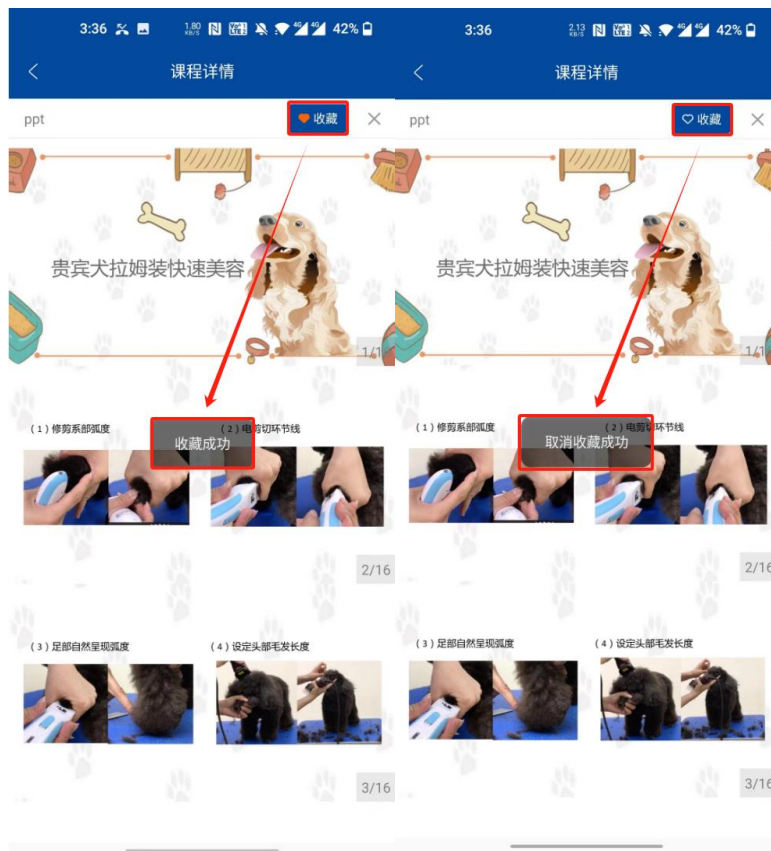 3:36
1.80
KB/S
VoLTE 2
4G
4G
42%
课程详情
ppt
收藏
贵宾犬拉姆装快速美容
1/1
(1)修剪系部弧度
(2)电剪切环节线
收藏成功
2/16
(3)足部自然呈现弧度
(4)设定头部毛发长度
3/16
3:36
2.13
KB/S
4G
4G
42%
课程详情
ppt
收藏
贵宾犬拉姆装快速美容
1/1
(1)修剪系部弧度
(2)电剪切环节线
取消收藏成功
2/16
(3)足部自然呈现弧度
(4)设定头部毛发长度
3/16